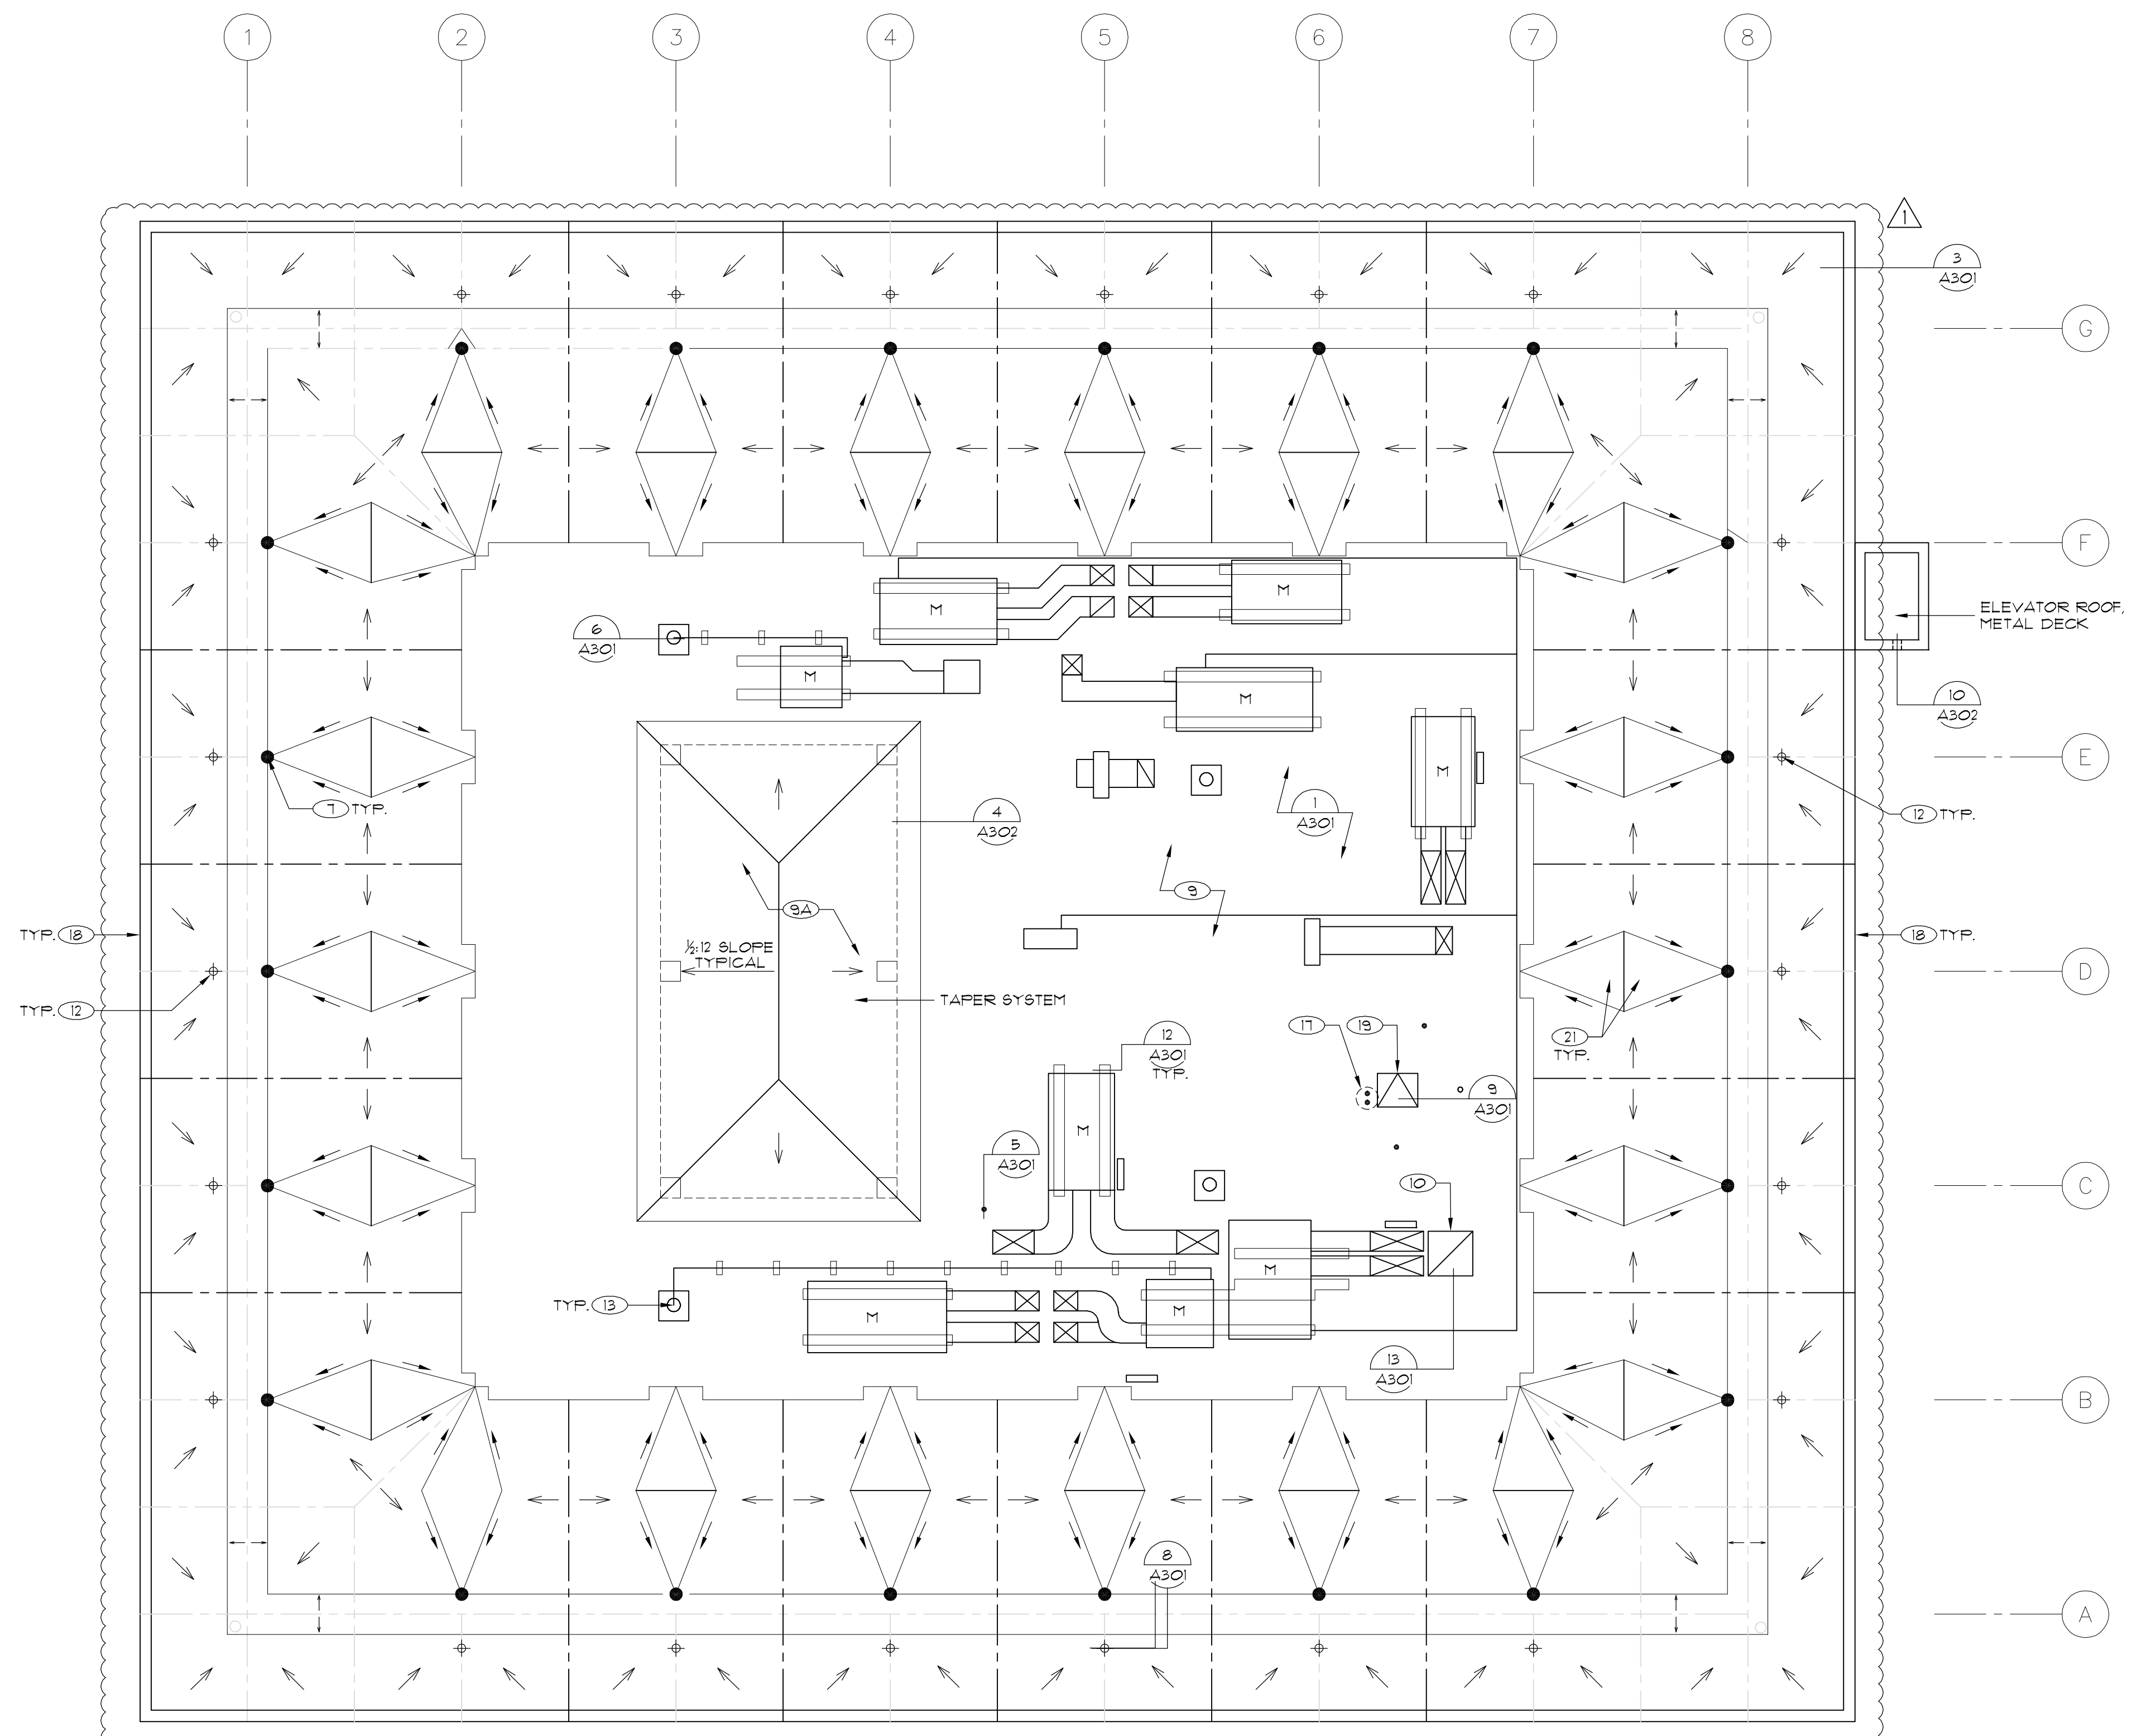 1 2 3 4 5 6 7 8
1
3
A301
G
F
6
A301
M
M
M
M
M
ELEVATOR ROOF,
METAL DECK
10
A302
E
7 TYP.
4
A302
1
A301
12 TYP.
9
9A
TYP. 18
18 TYP.
½:12 SLOPE
TYPICAL
D
TAPER SYSTEM
TYP. 12
17 19
21
TYP.
12
A301
TYP.
9
A301
M
5
A301
10
C
M
TYP. 13
M
M
13
A301
B
8
A301
A